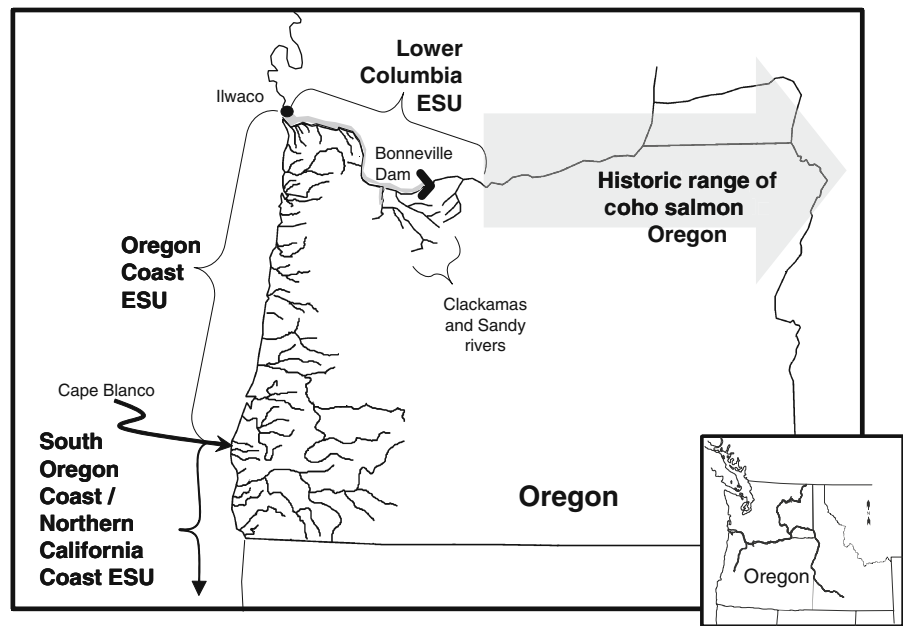 Lower
Columbia
ESU
Ilwaco
Bonneville
Dam
Historic range of
coho salmon
Oregon
Oregon
Coast
ESU
Clackamas
and Sandy
rivers
Cape Blanco
South
Oregon
Coast /
Northern
California
Coast ESU
Oregon
Oregon